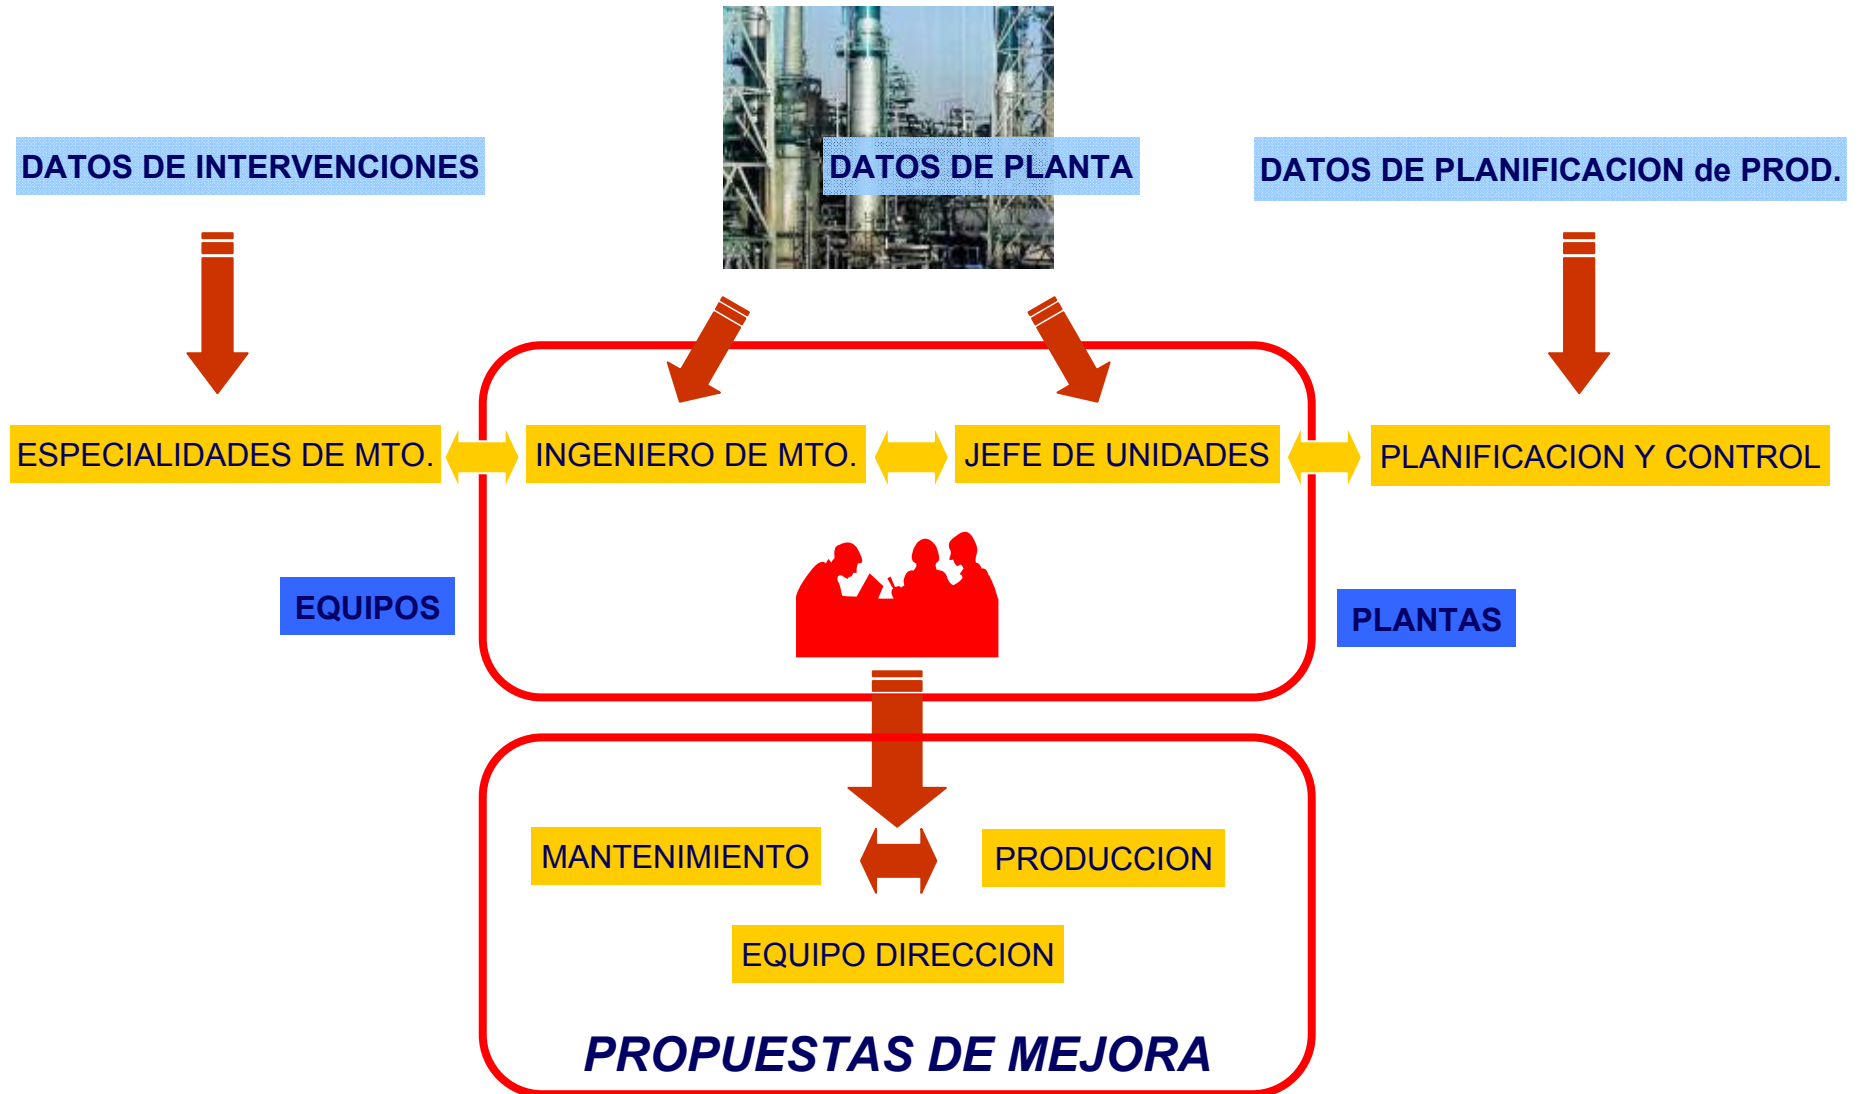 DATOS DE INTERVENCIONES
DATOS DE PLANTA
DATOS DE PLANIFICACION de PROD.
ESPECIALIDADES DE MTO.
INGENIERO DE MTO.
JEFE DE UNIDADES
PLANIFICACION Y CONTROL
EQUIPOS
PLANTAS
MANTENIMIENTO
PRODUCCION
EQUIPO DIRECCION
PROPUESTAS DE MEJORA